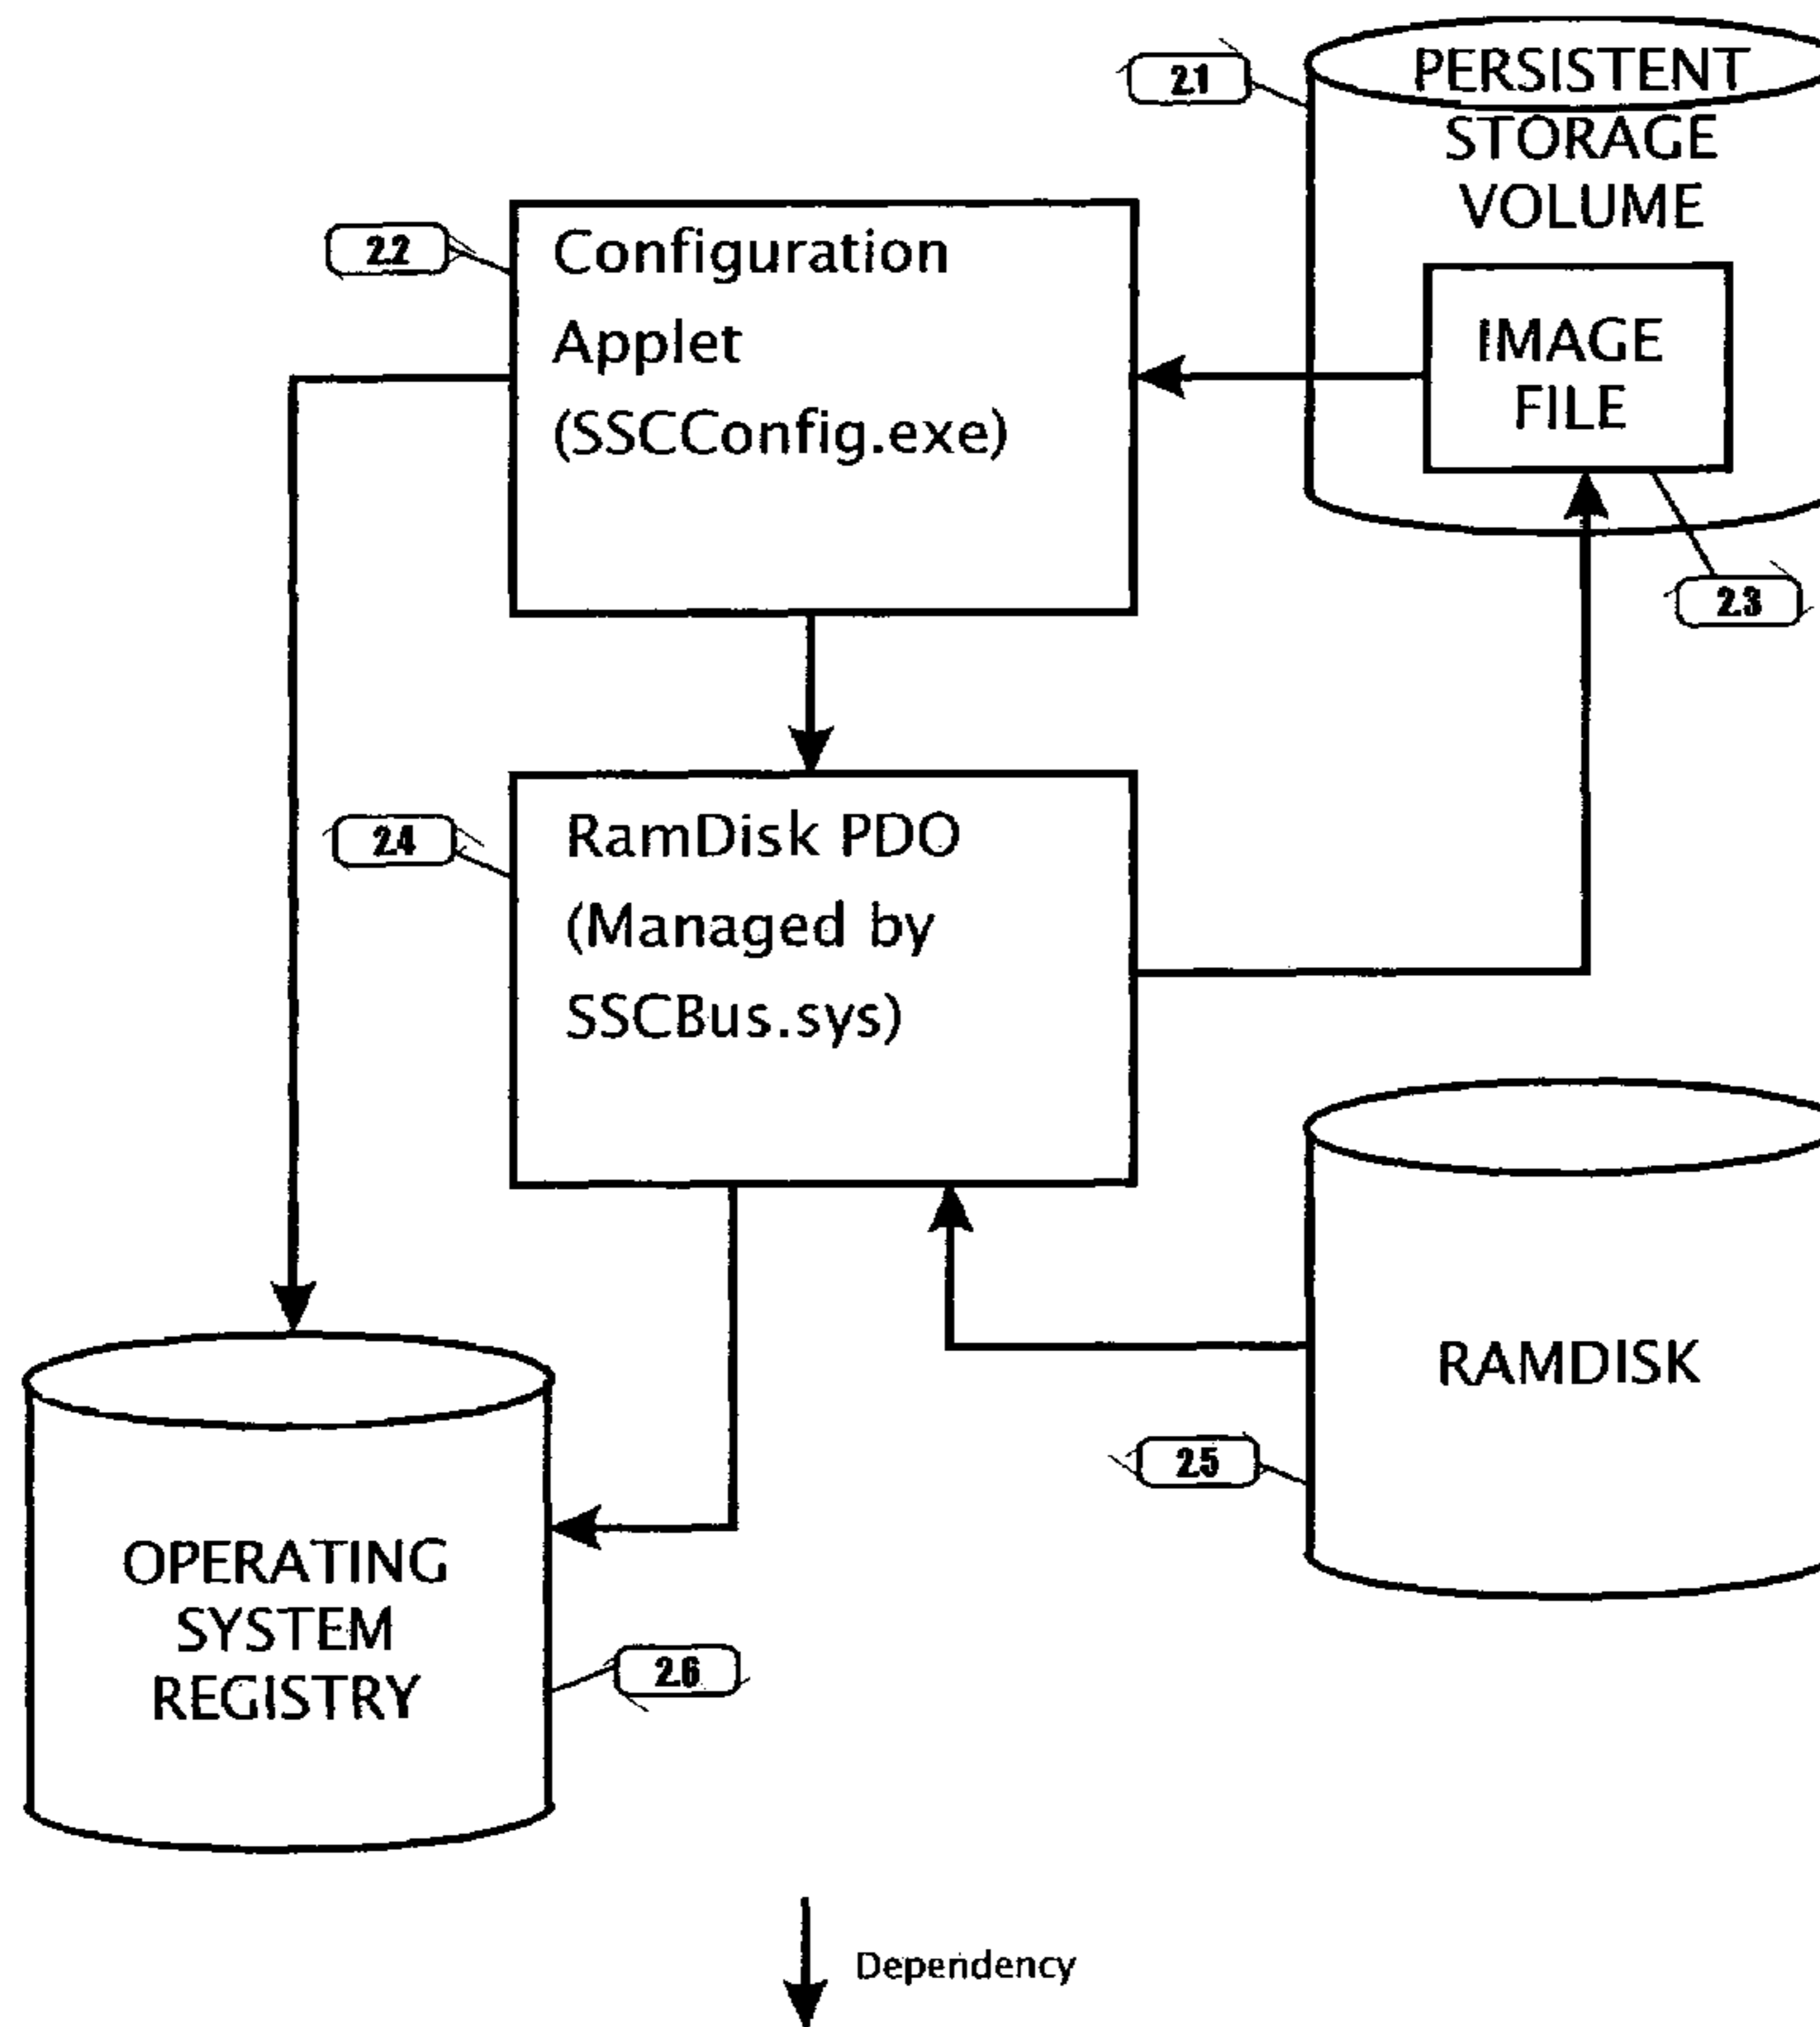 2.1
PERSISTENT
STORAGE
VOLUME
2.2
Configuration
Applet
(SSCConfig.exe)
IMAGE
FILE
2.3
2.4
RamDisk PDO
(Managed by
SSCBus.sys)
RAMDISK
2.5
OPERATING
SYSTEM
REGISTRY
2.6
Dependency